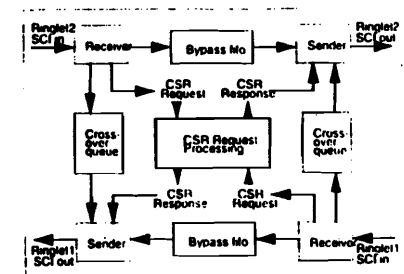 Ringlet2
SCI in
Receiver
Bypass fifo
Sender
Ringlet2
SCI out
CSR
Request
CSR
Response
Cross-
over
queue
CSR Request
Processing
Cross-
over
queue
CSR
Response
CSR
Request
Ringlet1
SCI out
Sender
Bypass fifo
Receiver
Ringlet1
SCI in